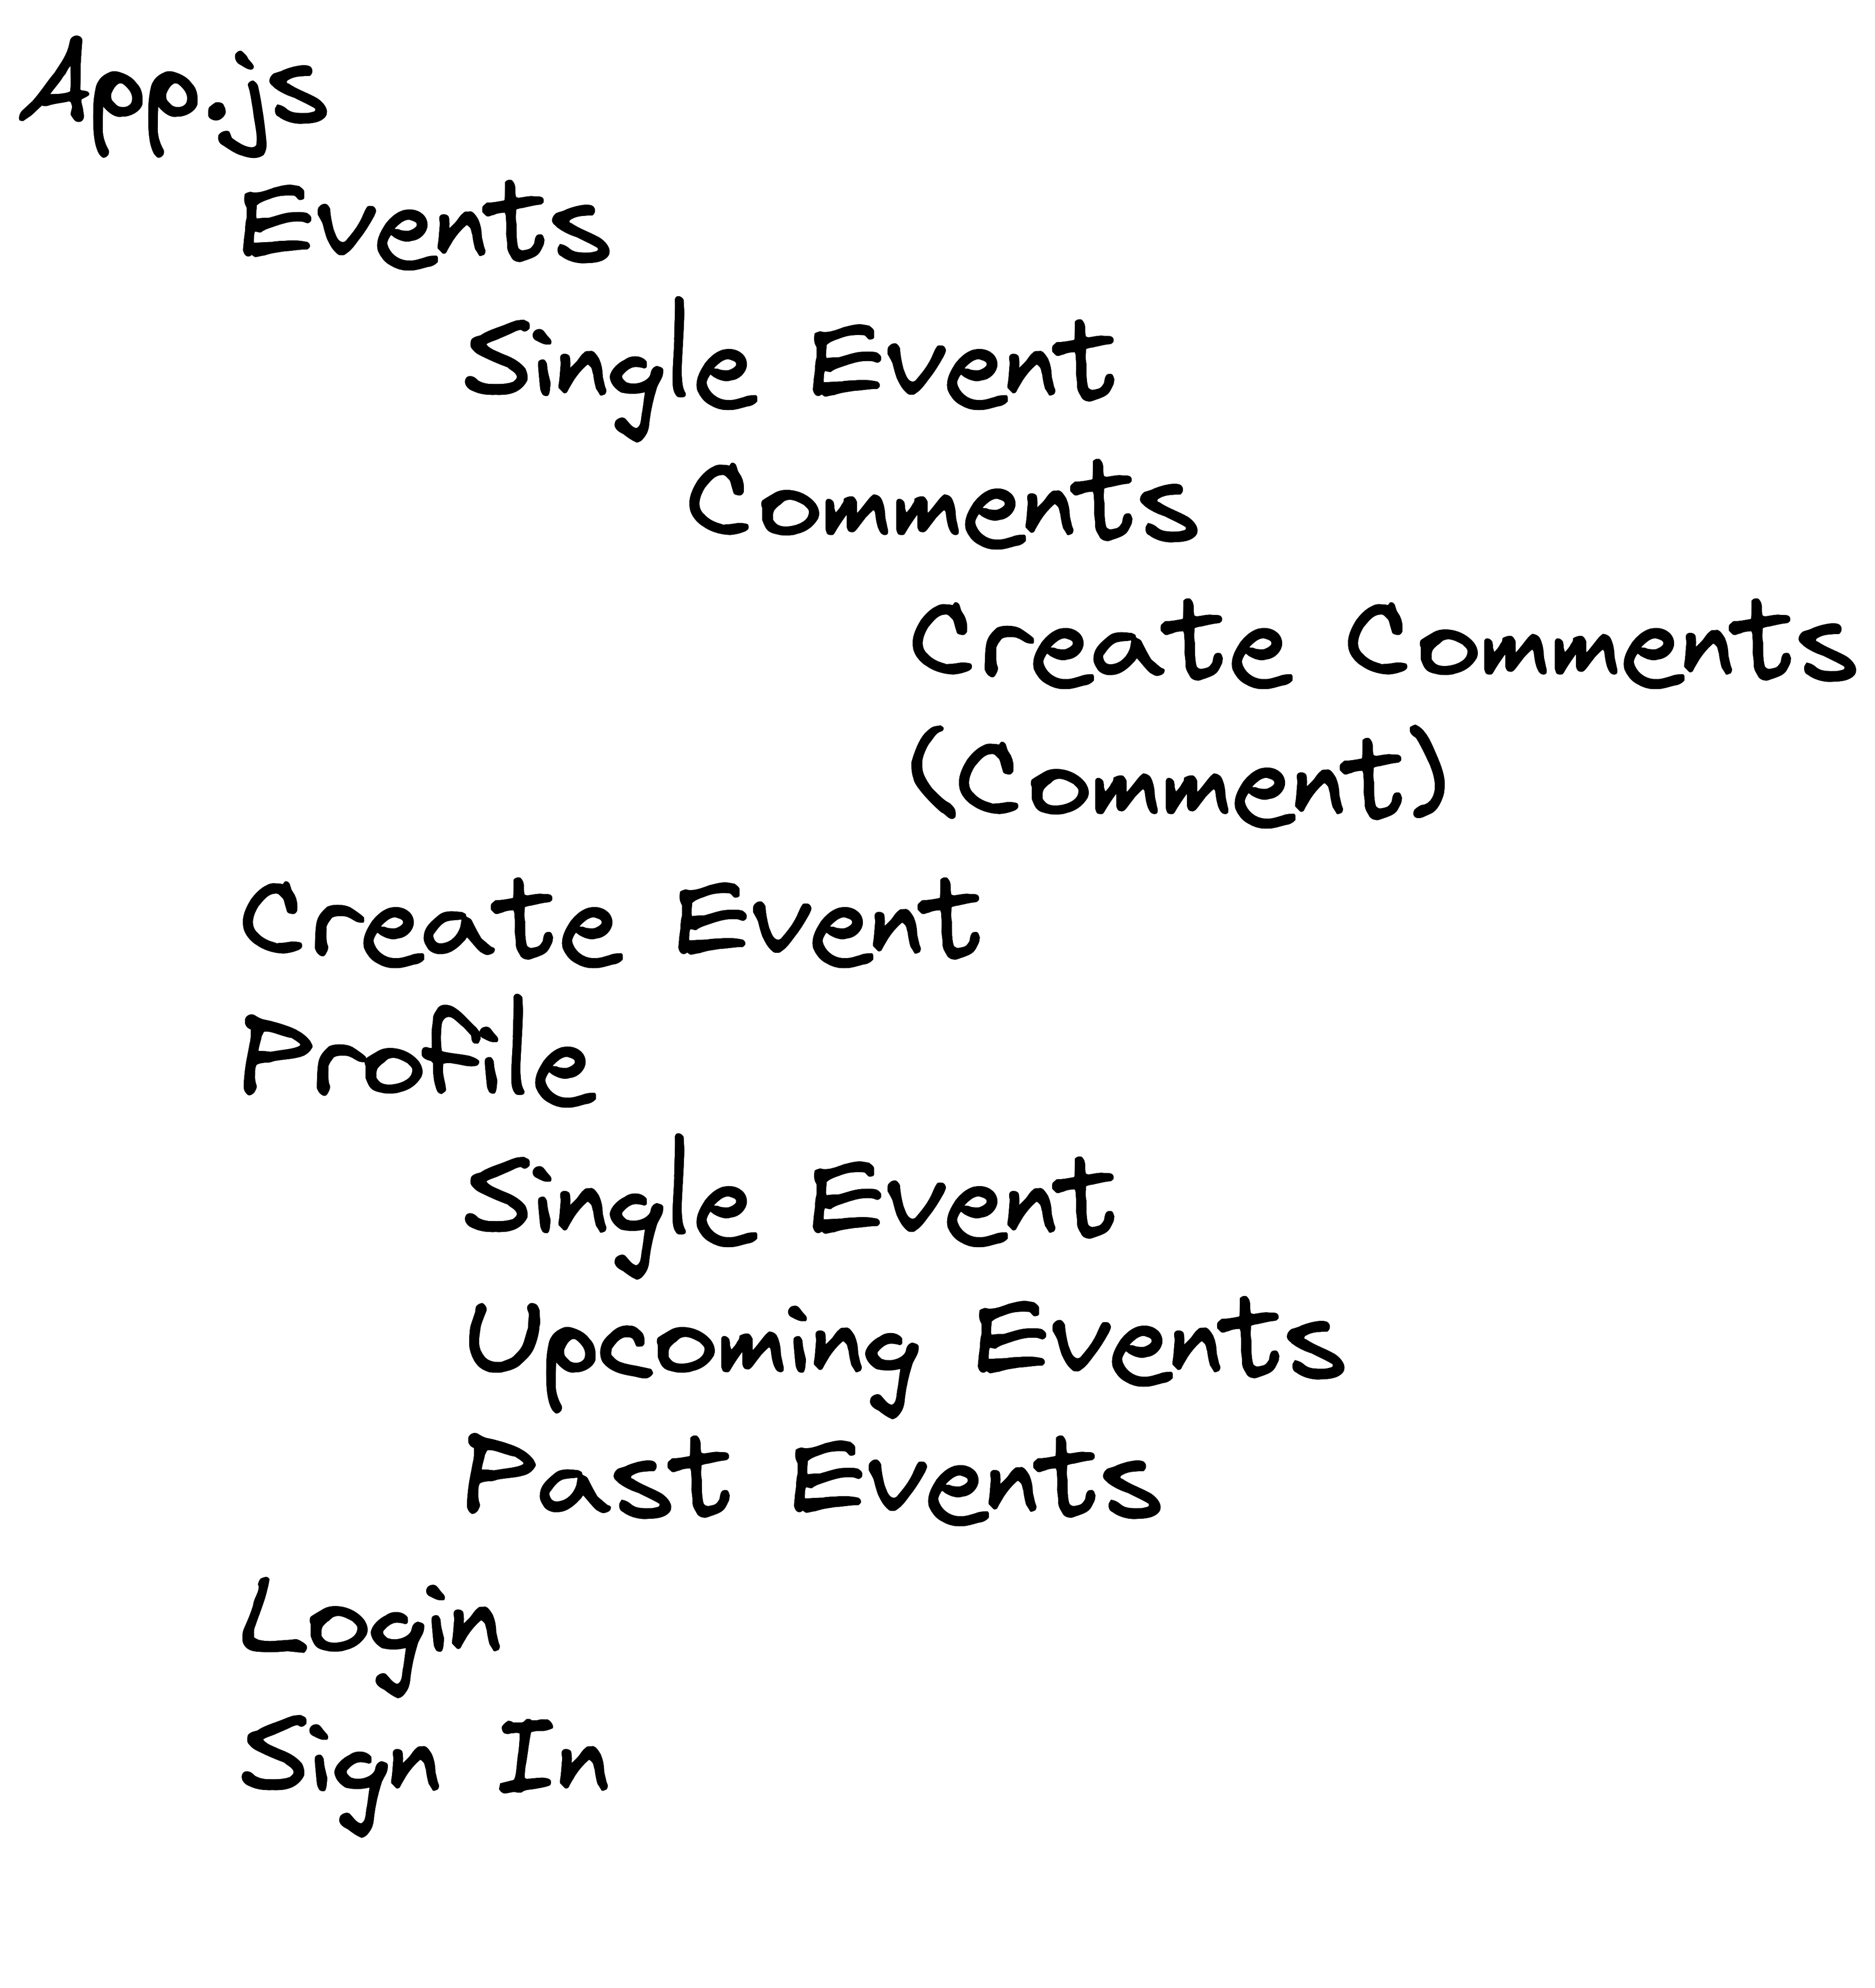 App.js
Events
Single Event
Comments
Create Comments
(Comment)
Create Event
Profile
Single Event
Upcoming Events
Past Events
Login
Sign In